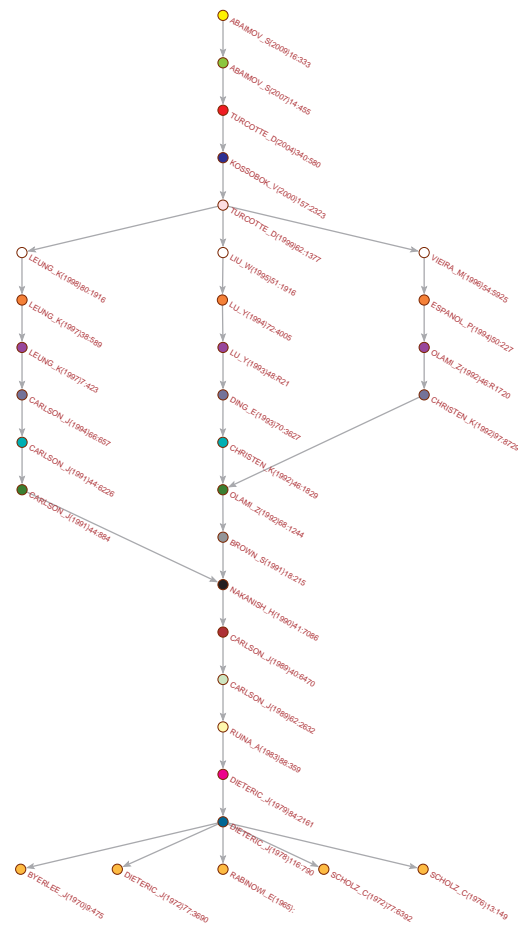 ABAIMOV_S(2009)16:333
ABAIMOV_S(2007)14:455
TURCOTTE_D(2004)340:580
KOSSOBOK_V(2000)157:2323
TURCOTTE_D(1999)62:1377
LEUNG_K(1998)80:1916
LIU_W(1995)51:1916
VIEIRA_M(1996)54:5925
LEUNG_K(1997)38:589
LU_Y(1994)72:4005
ESPANOL_P(1994)50:227
LEUNG_K(1997)7:423
LU_Y(1993)48:R21
OLAMI_Z(1992)46:R1720
CARLSON_J(1994)66:657
DING_E(1993)70:3627
CHRISTEN_K(1992)97:8729
CARLSON_J(1991)44:6226
CHRISTEN_K(1992)46:1829
CARLSON_J(1991)44:884
OLAMI_Z(1992)68:1244
BROWN_S(1991)18:215
NAKANISH_H(1990)41:7086
CARLSON_J(1989)40:6470
CARLSON_J(1989)62:2632
RUINA_A(1983)88:359
DIETERIC_J(1979)84:2161
DIETERIC_J(1978)116:790
BYERLEE_J(1970)9:475
DIETERIC_J(1972)77:3690
RABINOWI_E(1965):
SCHOLZ_C(1972)77:6392
SCHOLZ_C(1976)13:149